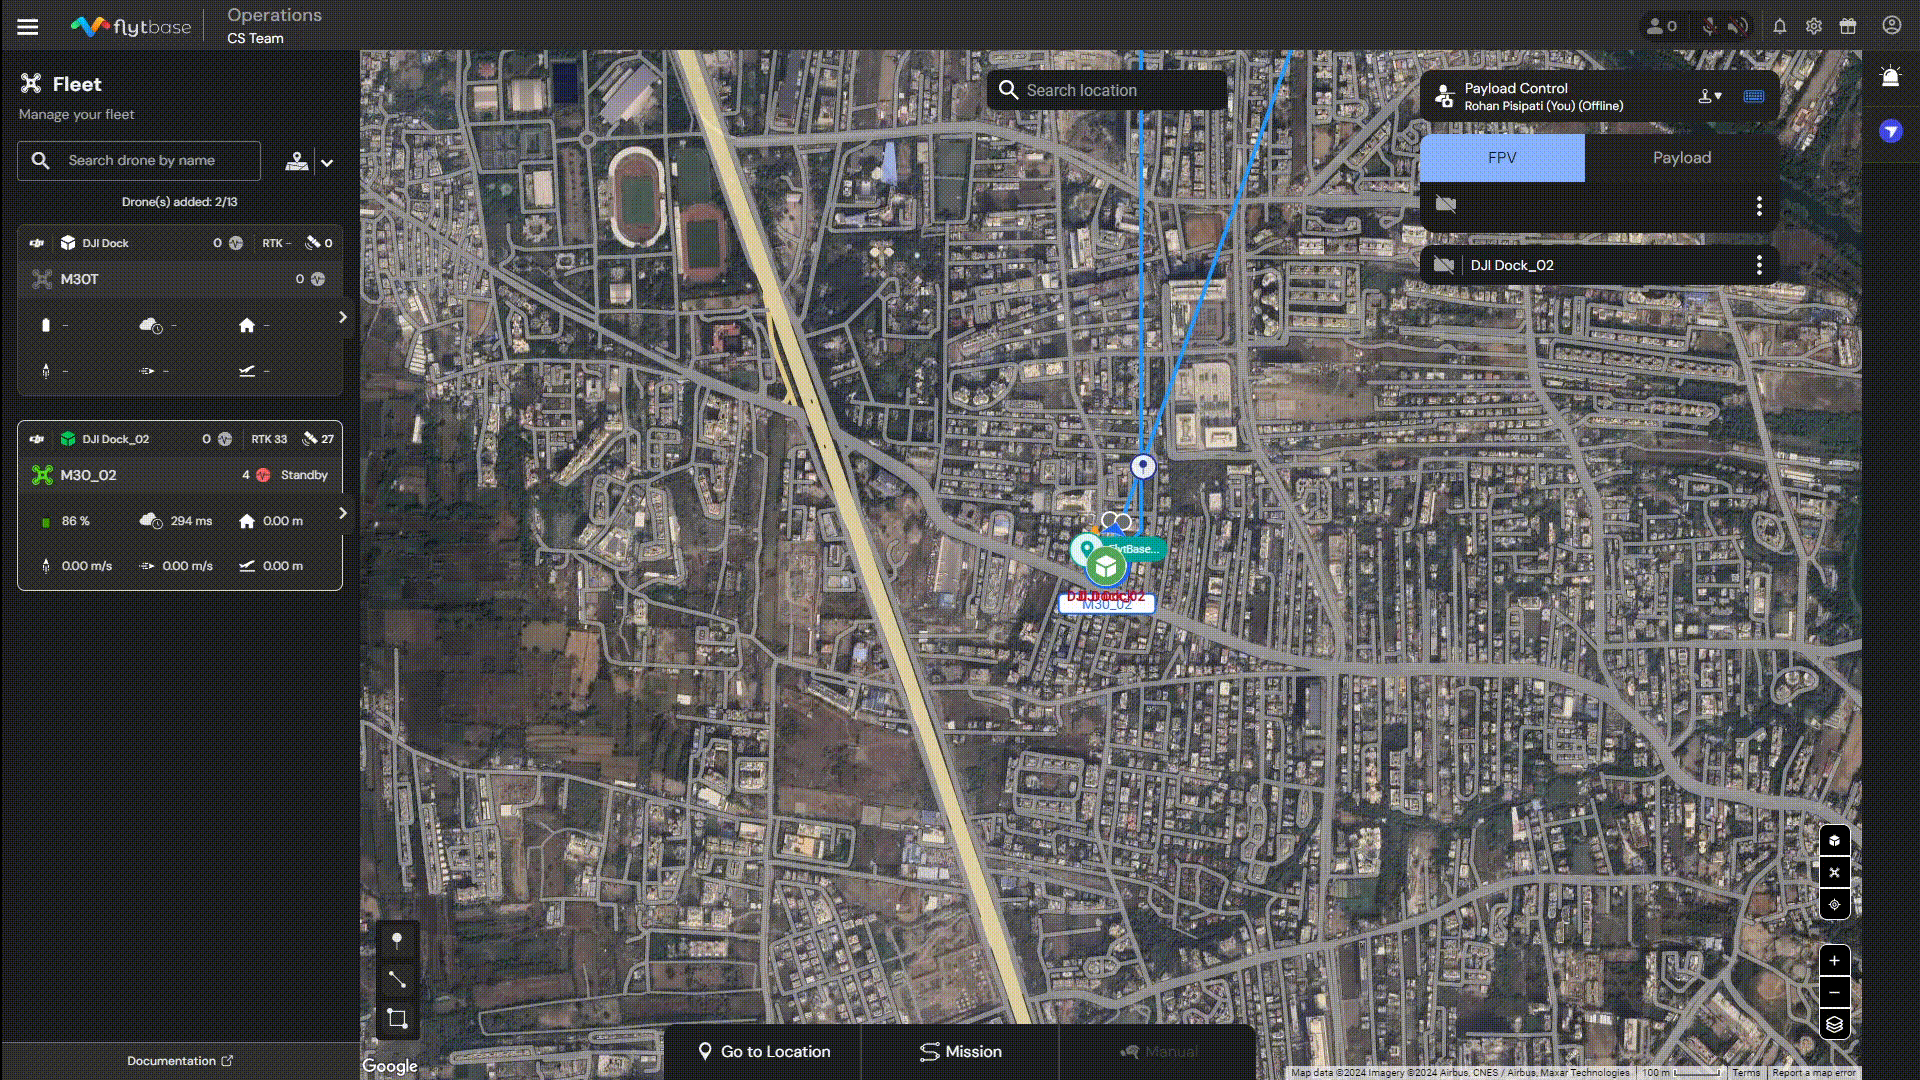 flytbase
Operations
CS Team
0
Fleet
Manage your fleet
Search drone by name
Drone(s) added: 2/13
DJI Dock
0
RTK –
0
M30T
0
–
–
–
–
–
–
DJI Dock_02
0
RTK 33
27
M30_02
4
Standby
86 %
294 ms
0.00 m
0.00 m/s
0.00 m/s
0.00 m
Documentation
Search location
Payload Control
Rohan Pisipati (You) (Offline)
FPV
Payload
DJI Dock_02
FlytBase...
M30_02
Go to Location
Mission
Manual
Google
Map data ©2024 Imagery ©2024 Airbus, CNES / Airbus, Maxar Technologies
100 m
Terms
Report a map error